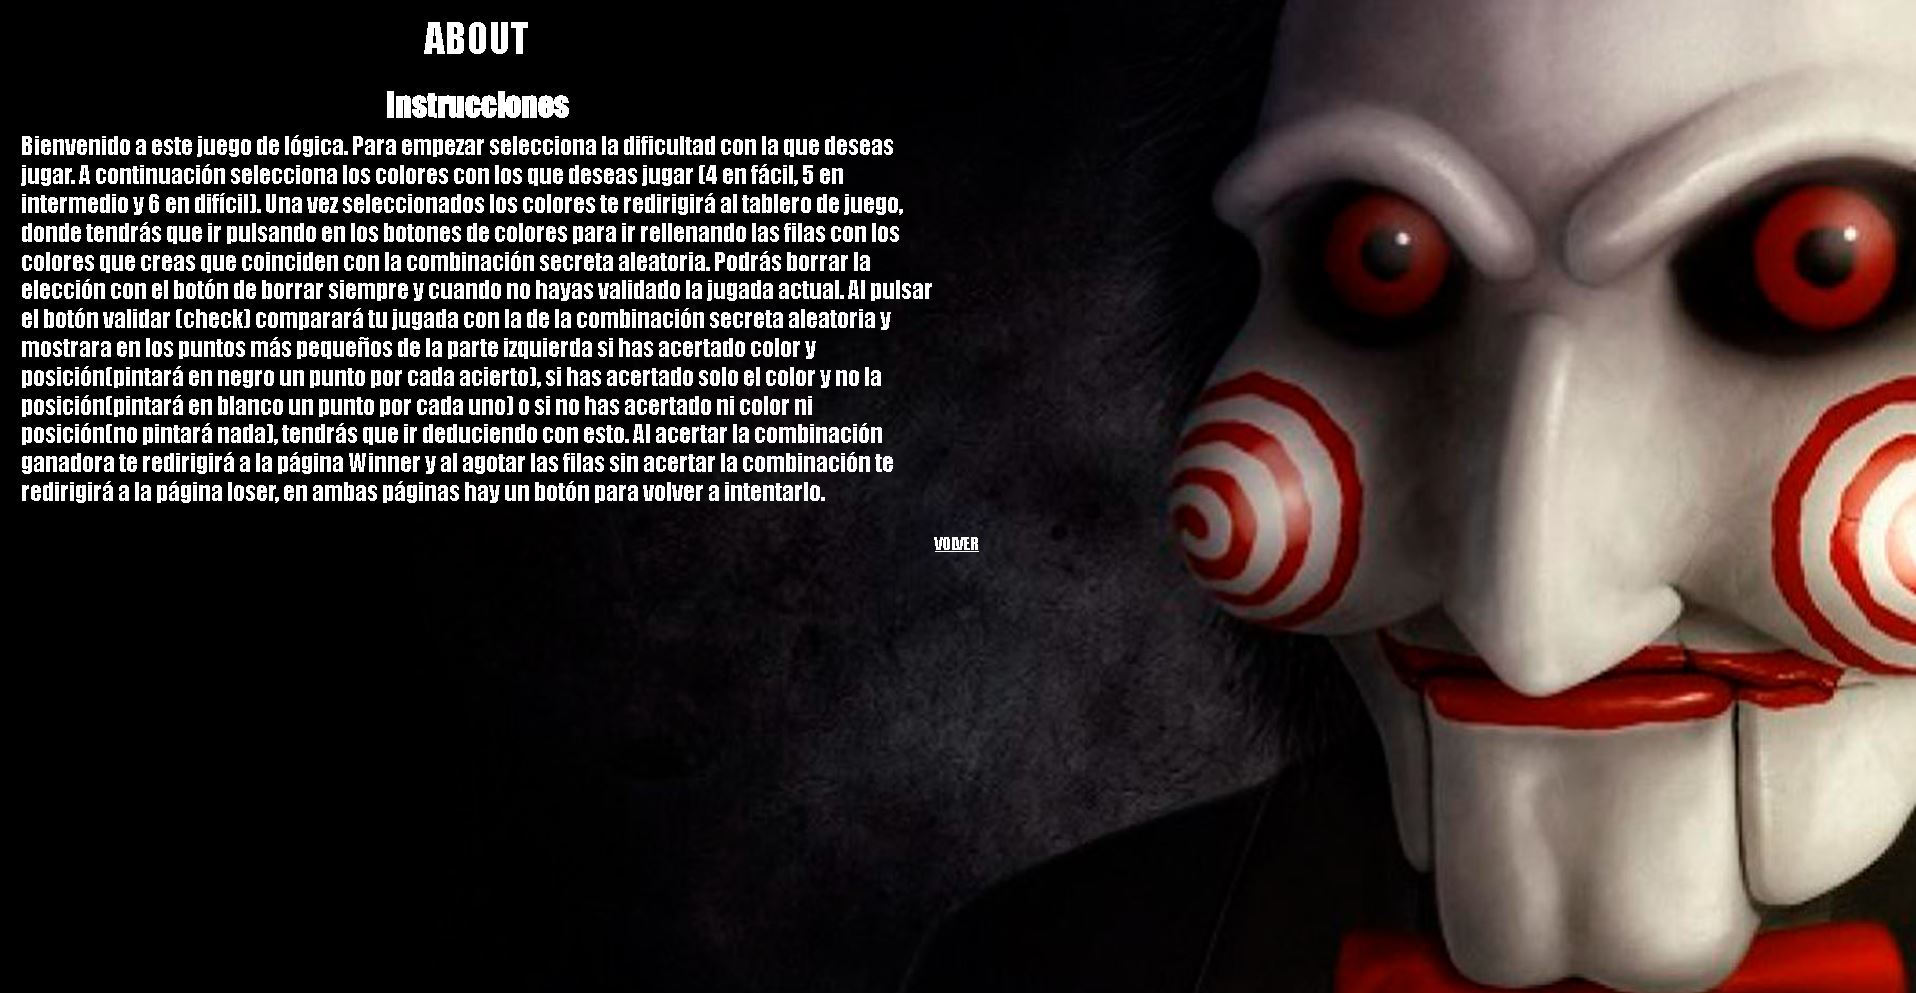 ABOUT
Instrucciones
Bienvenido a este juego de lógica. Para empezar selecciona la dificultad con la que deseas
jugar. A continuación selecciona los colores con los que deseas jugar (4 en fácil, 5 en
intermedio y 6 en difícil). Una vez seleccionados los colores te redirigirá al tablero de juego,
donde tendrás que ir pulsando en los botones de colores para ir rellenando las filas con los
colores que creas que coinciden con la combinación secreta aleatoria. Podrás borrar la
elección con el botón de borrar siempre y cuando no hayas validado la jugada actual. Al pulsar
el botón validar (check) comparará tu jugada con la de la combinación secreta aleatoria y
mostrara en los puntos más pequeños de la parte izquierda si has acertado color y
posición(pintará en negro un punto por cada acierto), si has acertado solo el color y no la
posición(pintará en blanco un punto por cada uno) o si no has acertado ni color ni
posición(no pintará nada), tendrás que ir deduciendo con esto. Al acertar la combinación
ganadora te redirigirá a la página Winner y al agotar las filas sin acertar la combinación te
redirigirá a la página loser, en ambas páginas hay un botón para volver a intentarlo.
VOLVER